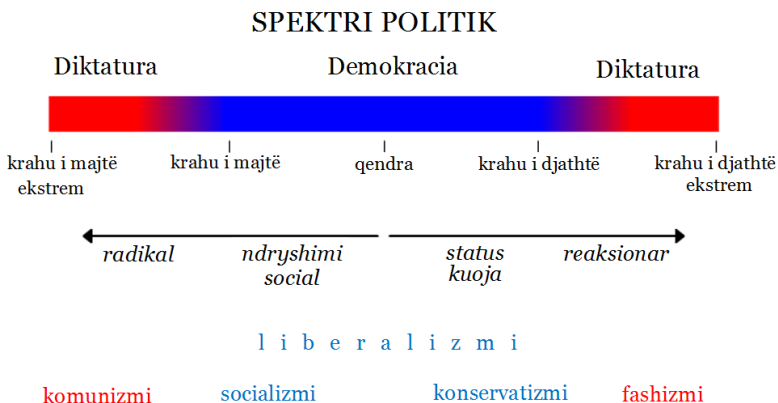 SPEKTRI POLITIK
Diktatura Demokracia Diktatura
krahu i majtë ekstrem
krahu i majtë
qendra
krahu i djathtë
krahu i djathtë ekstrem
radikal
ndryshimi social
status kuoja
reaksionar
liberalizmi
komunizmi socializmi konservatizmi fashizmi